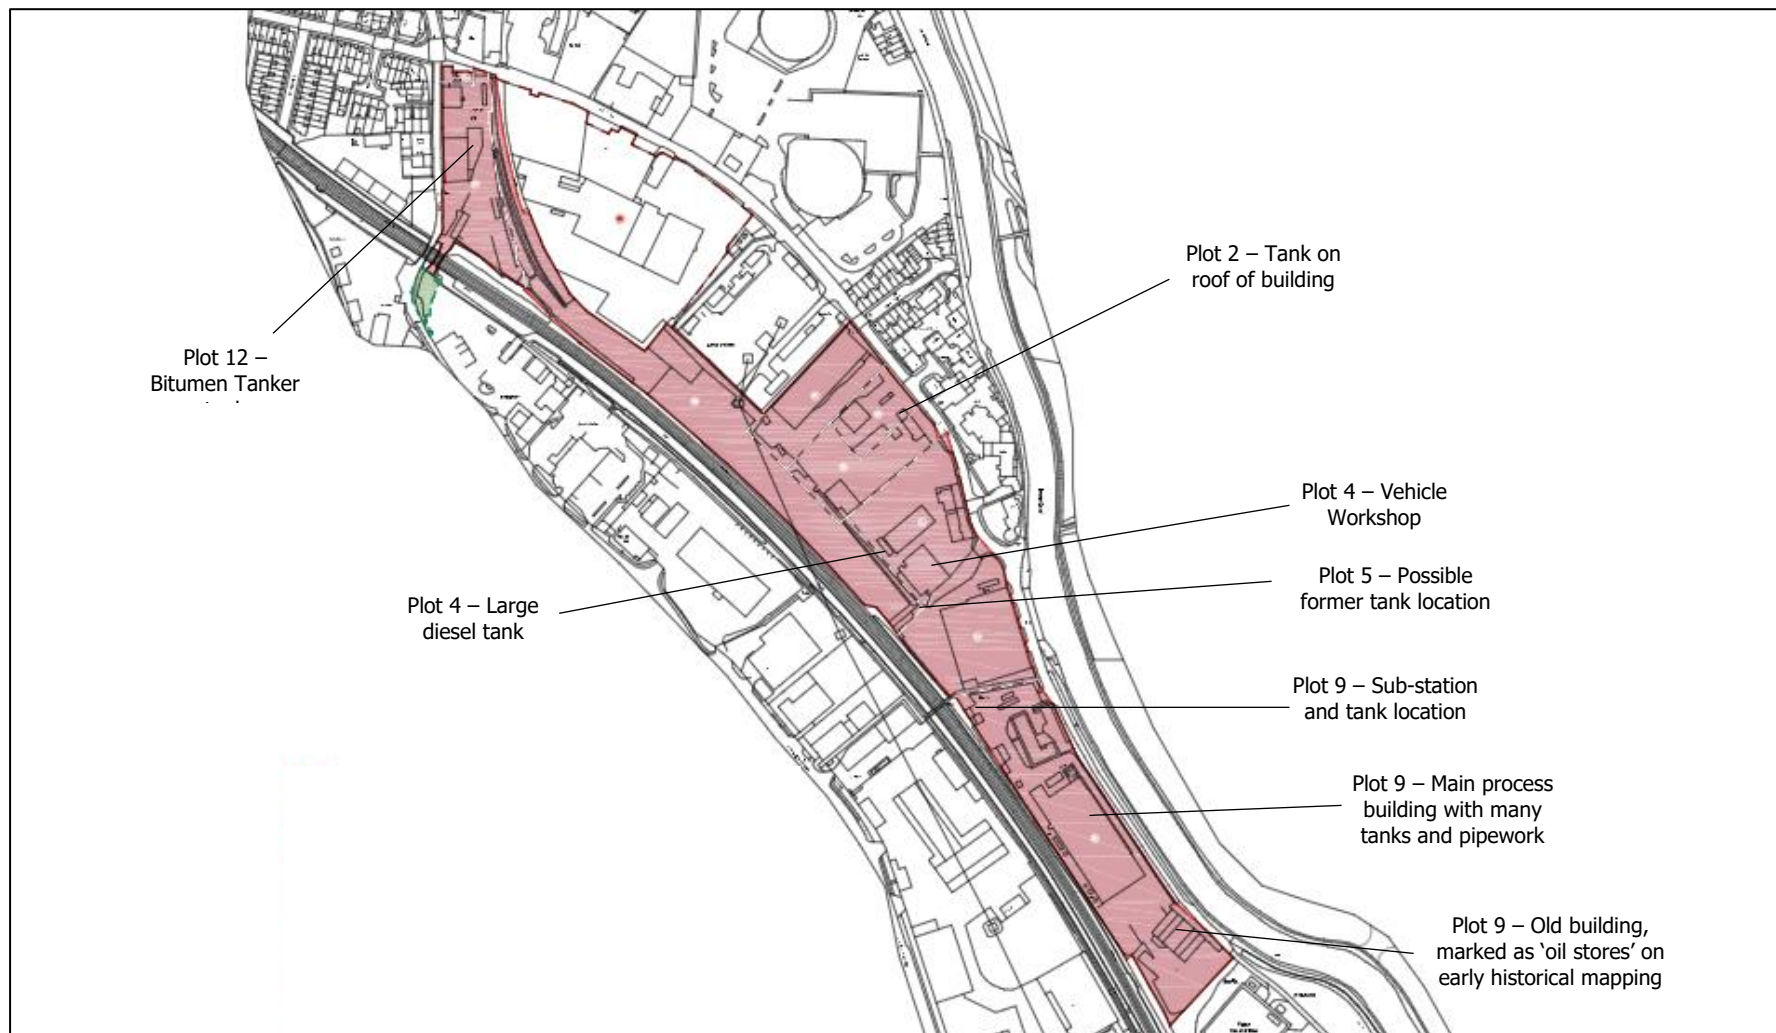 Plot 2 – Tank on
roof of building
Plot 12 –
Bitumen Tanker
Plot 4 – Vehicle
Workshop
Plot 5 – Possible
former tank location
Plot 4 – Large
diesel tank
Plot 9 – Sub-station
and tank location
Plot 9 – Main process
building with many
tanks and pipework
Plot 9 – Old building,
marked as ‘oil stores’ on
early historical mapping